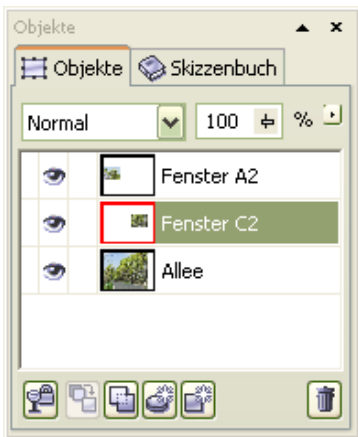 Objekte
Objekte Skizzenbuch
Normal 100 %
Fenster A2
Fenster C2
Allee